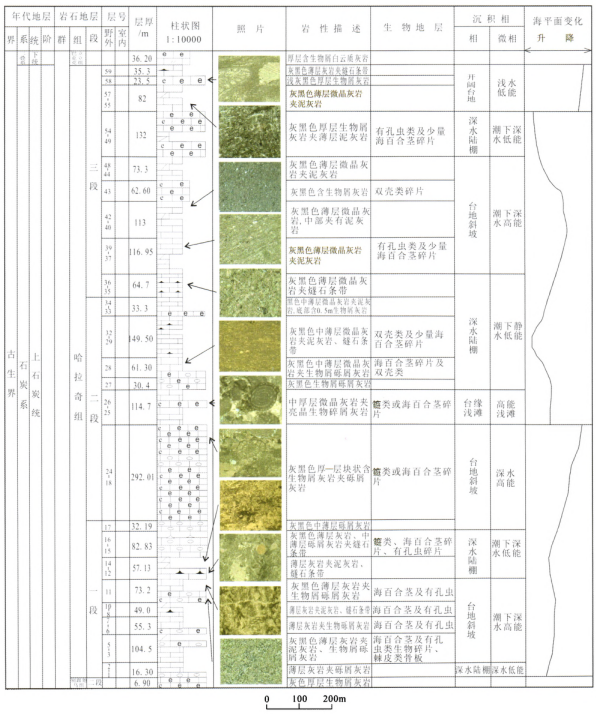 年代地层
岩石地层
层号
层厚/m
柱状图
1:10000
照 片
岩 性 描 述
生 物 地 层
沉 积 相
海平面变化
界
系
统
阶
群
组
段
野外
室内
相
微相
升 降
古生界
石炭系
上石炭统
哈拉奇组
三段
二段
一段
36.20
厚层含生物屑白云质灰岩
59
35.3
灰黑色薄层灰岩夹燧石条带
58
23.5
浅灰黑色厚层生物屑灰岩
57-55
82
灰黑色薄层微晶灰岩
夹泥灰岩
开阔台地
浅水低能
54-49
132
灰黑色厚层生物屑
灰岩夹薄层泥灰岩
有孔虫类及少量
海百合茎碎片
深水陆棚
潮下深水低能
48-44
73.3
灰黑色薄层微晶灰
岩夹泥灰岩
43
62.60
灰黑色含生物屑灰岩
双壳类碎片
42-40
113
灰黑色薄层微晶灰
岩,中部夹有泥灰
岩
台地斜坡
潮下深水高能
39-37
116.95
灰黑色薄层微晶灰岩
夹泥灰岩
有孔虫类及少量
海百合茎碎片
36-35
64.7
灰黑色薄层微晶灰
岩夹燧石条带
34-33
33.3
黑色中薄层微晶灰岩夹泥灰
岩,底部含0.5m生物屑灰岩
32-29
149.50
灰黑色中薄层微晶
灰岩夹泥灰岩、燧石条
带
双壳类及少量海
百合茎碎片
深水陆棚
潮下静水低能
28
61.30
灰黑色中薄层微晶
灰岩夹生物屑灰岩
海百合茎碎片及
双壳类
27
30.4
灰黑色生物屑砾屑灰岩
26-25
114.7
中厚层微晶灰岩夹
亮晶生物碎屑灰岩
䗴类或海百合茎碎
片
台缘浅滩
高能浅滩
24-18
292.01
灰黑色厚—层块状含
生物屑灰岩夹砾屑
灰岩
䗴类或海百合茎碎
片
台地斜坡
深水高能
17
32.19
灰黑色中薄层砾屑灰岩
16-15
82.83
灰黑色薄层灰岩、中
薄层砾屑灰岩夹燧石
条带
䗴类、海百合茎碎
片、有孔虫碎片
深水陆棚
潮下深水低能
14-12
57.13
薄层灰岩夹泥灰岩、
燧石条带
11
73.2
灰黑色薄层灰岩夹
生物屑砾屑灰岩
海百合茎及有孔虫
49.0
薄层灰岩夹泥灰岩、燧石条带
海百合茎及有孔虫
55.3
薄层灰岩夹生物屑灰岩
海百合茎及有孔虫
台地斜坡
潮下深水高能
104.5
灰黑色薄层灰岩夹
泥灰岩、生物屑砾
屑灰岩
海百合茎及有孔
虫类生物碎片、
棘皮类骨板
16.30
薄层灰岩夹砾屑灰岩
深水陆棚
深水低能
二段
6.90
灰色厚层生物屑灰岩
0 100 200m